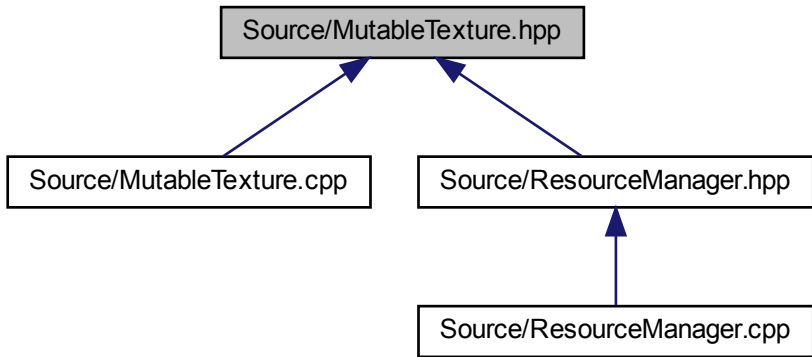 Source/MutableTexture.hpp
Source/MutableTexture.cpp
Source/ResourceManager.hpp
Source/ResourceManager.cpp